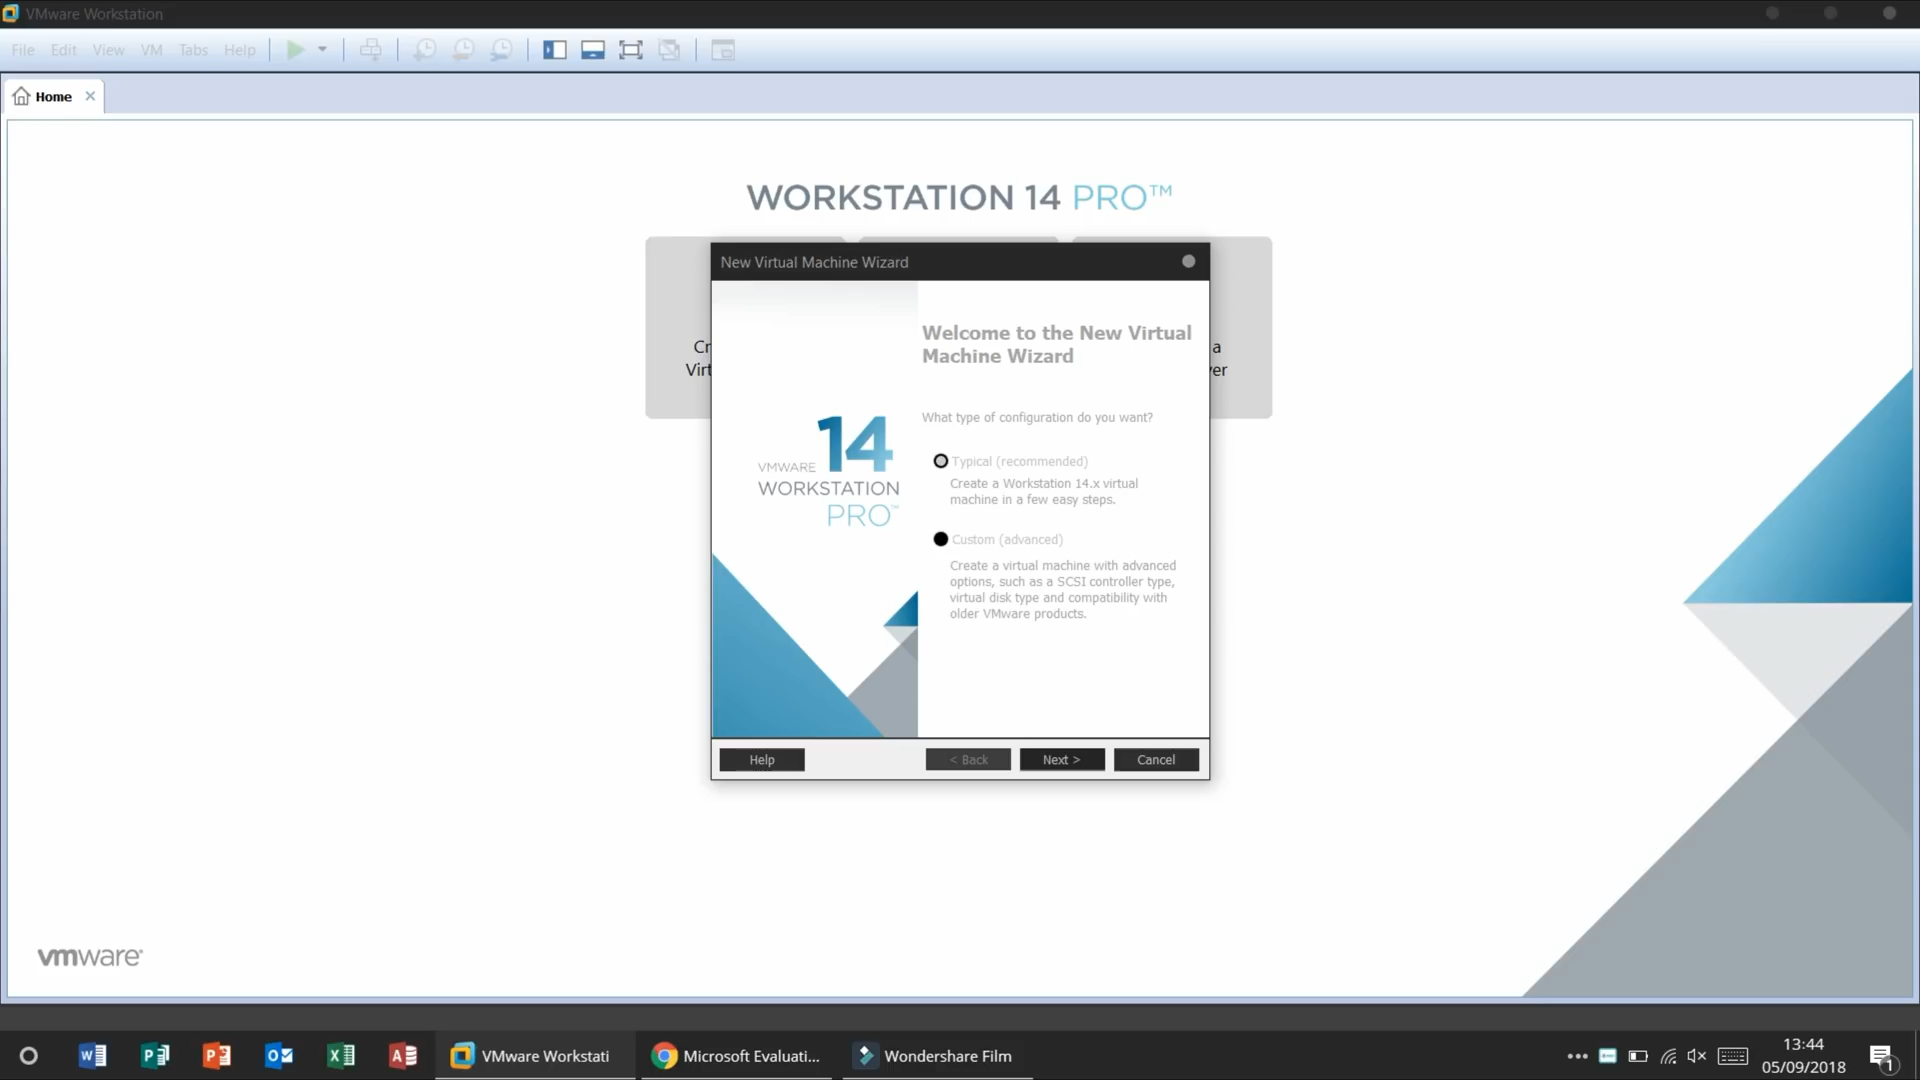 VMware Workstation
File Edit View VM Tabs Help
Home
WORKSTATION 14 PRO™
New Virtual Machine Wizard
Welcome to the New Virtual
Machine Wizard
Cr
Virt
a
ver
What type of configuration do you want?
14
VMWARE
WORKSTATION
PRO™
Typical (recommended)
Create a Workstation 14.x virtual
machine in a few easy steps.
Custom (advanced)
Create a virtual machine with advanced
options, such as a SCSI controller type,
virtual disk type and compatibility with
older VMware products.
Help
< Back
Next >
Cancel
vmware®
VMware Workstati
Microsoft Evaluati...
Wondershare Film
13:44
05/09/2018
1